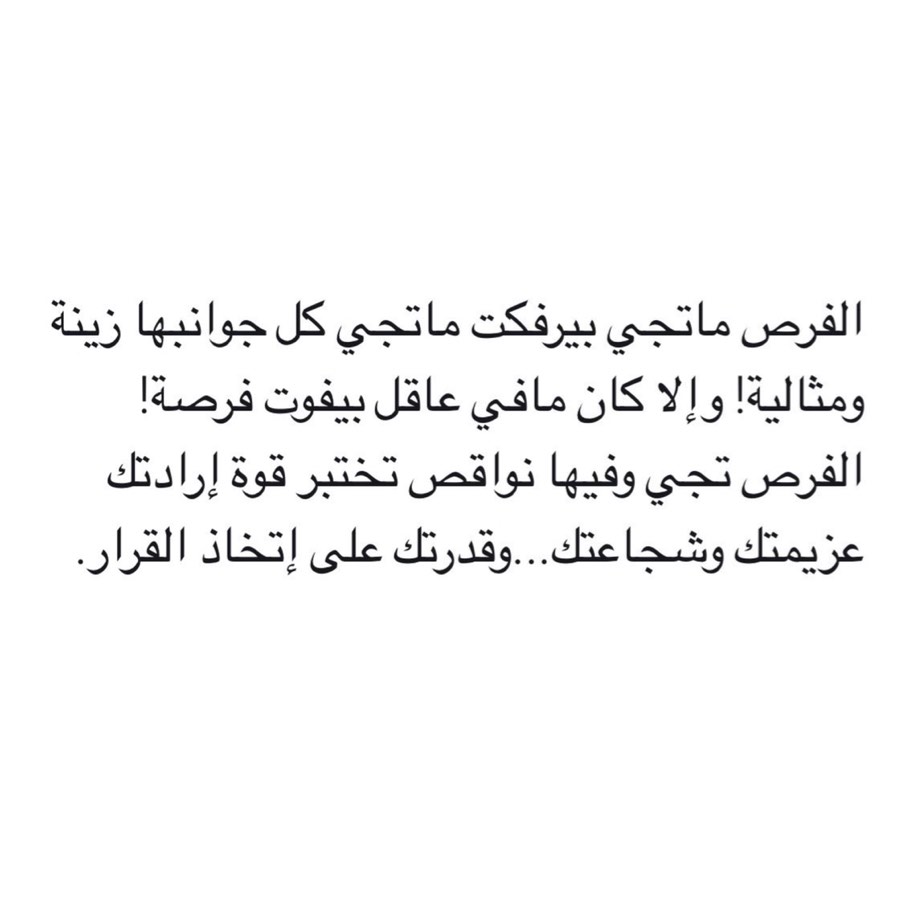 الفرص ماتجي بيرفكت ماتجي كل جوانبها زينة
ومثالية! وإلا كان مافي عاقل بيفوت فرصة!
الفرص تجي وفيها نواقص تختبر قوة إرادتك
عزيمتك وشجاعتك...وقدرتك على إتخاذ القرار.